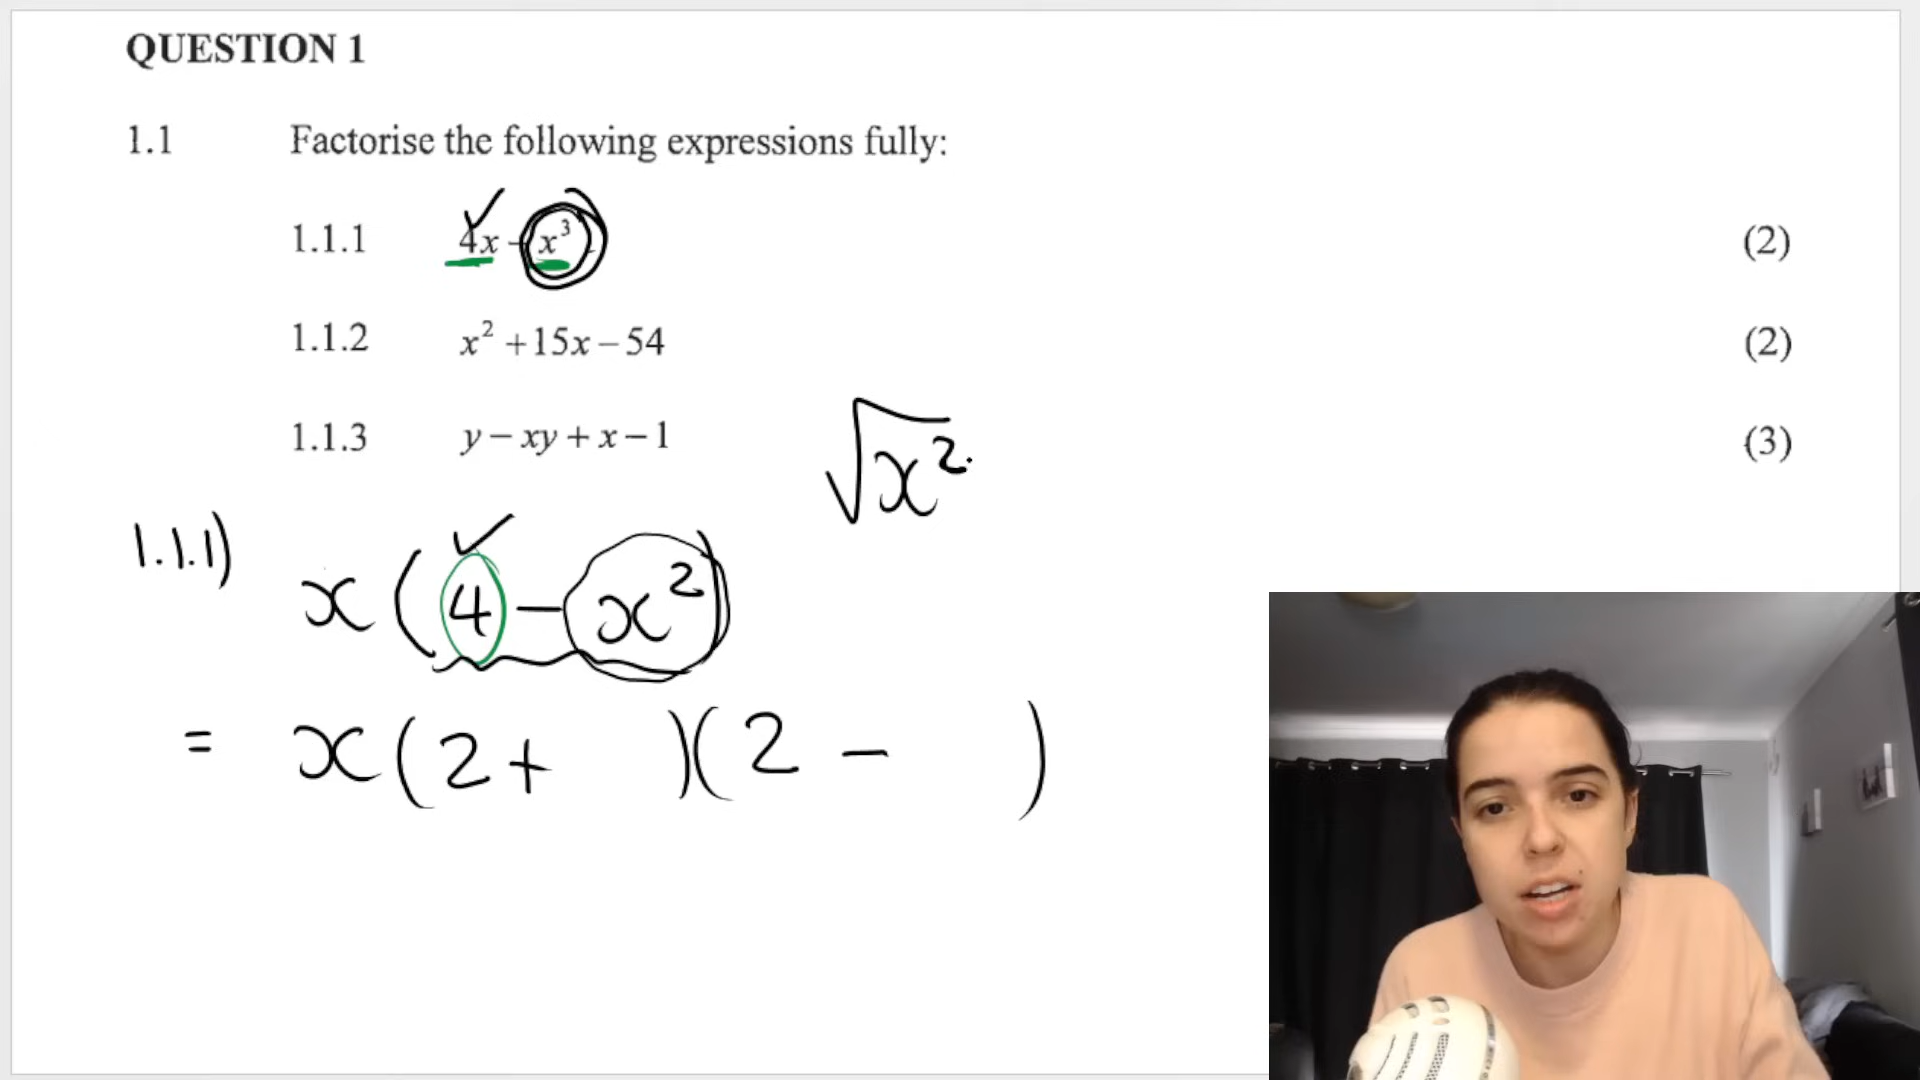 QUESTION 1
1.1 Factorise the following expressions fully:
1.1.1 4x - x³ (2)
1.1.2 x² + 15x - 54 (2)
1.1.3 y - xy + x - 1 (3)
√x²
1.1.1) x(4 - x²)
= x(2+ )(2 - )